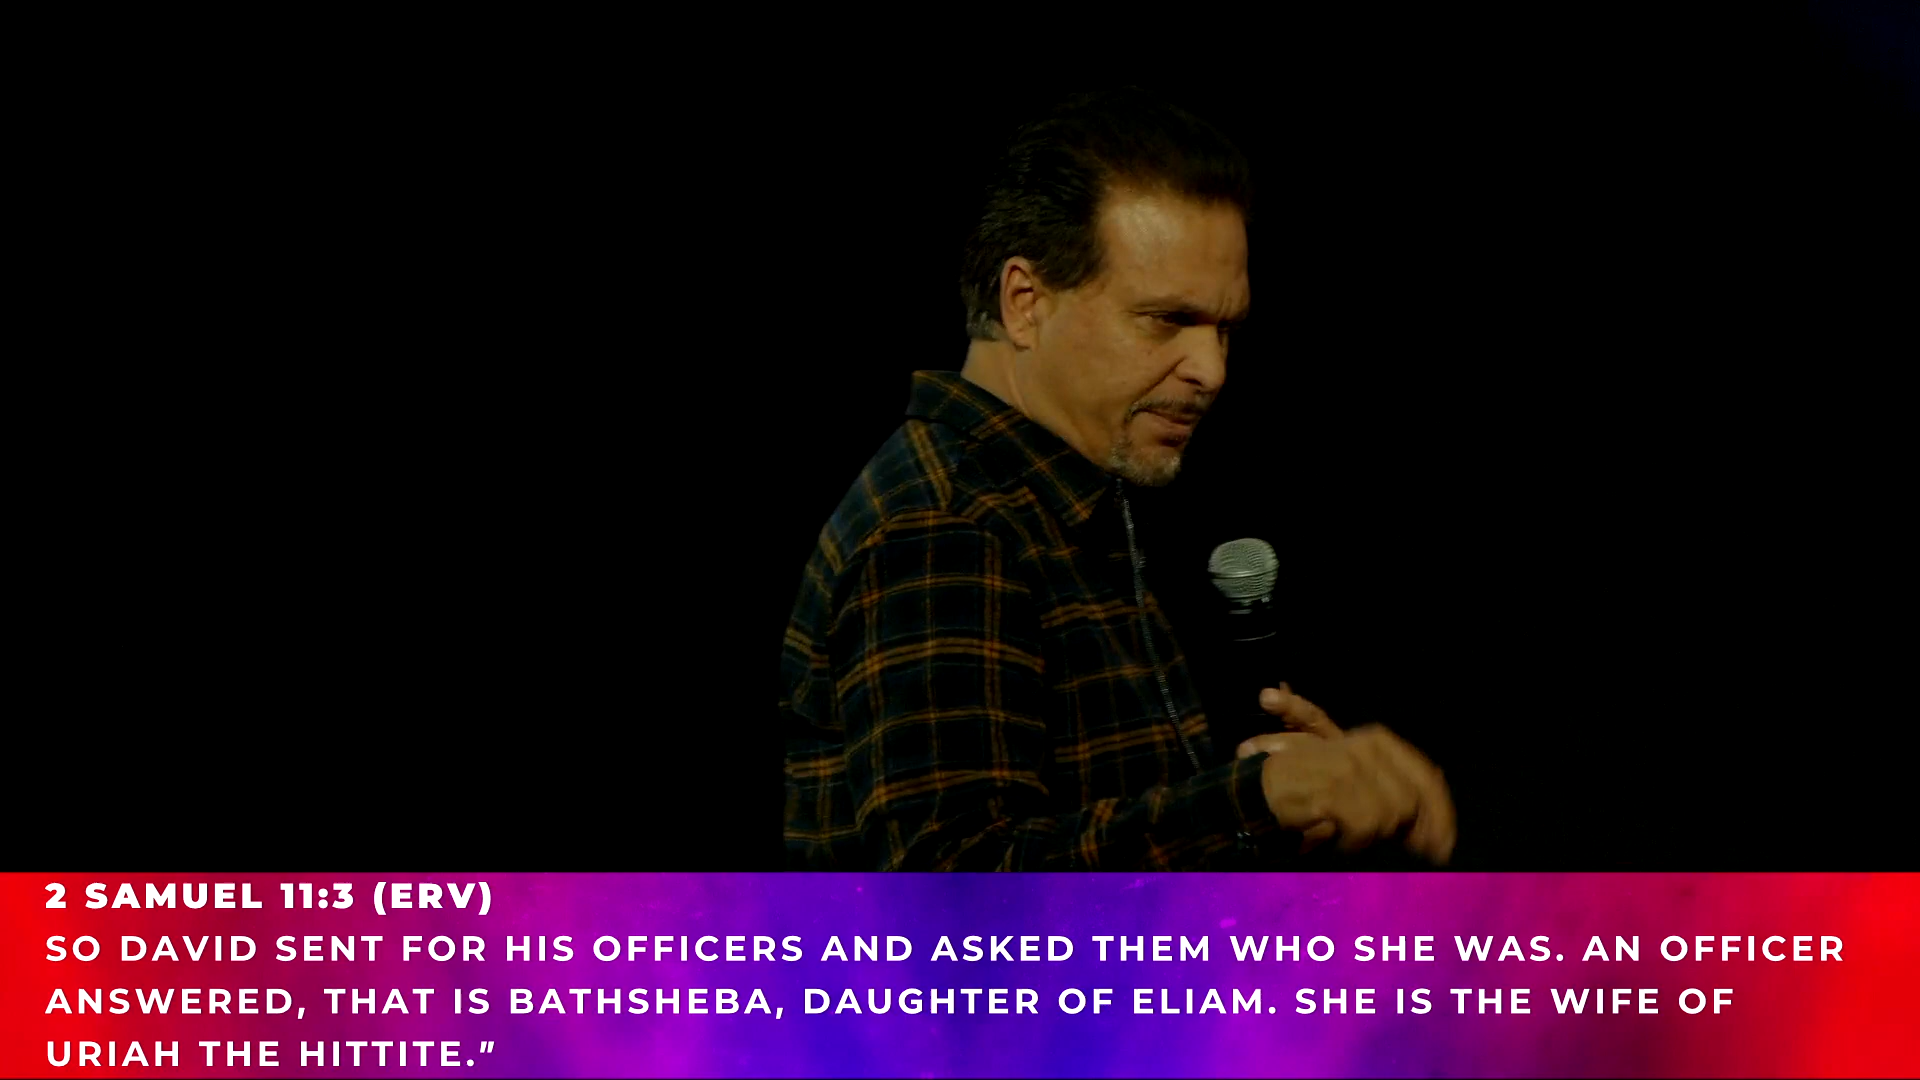 2 SAMUEL 11:3 (ERV)
SO DAVID SENT FOR HIS OFFICERS AND ASKED THEM WHO SHE WAS. AN OFFICER
ANSWERED, THAT IS BATHSHEBA, DAUGHTER OF ELIAM. SHE IS THE WIFE OF
URIAH THE HITTITE.”